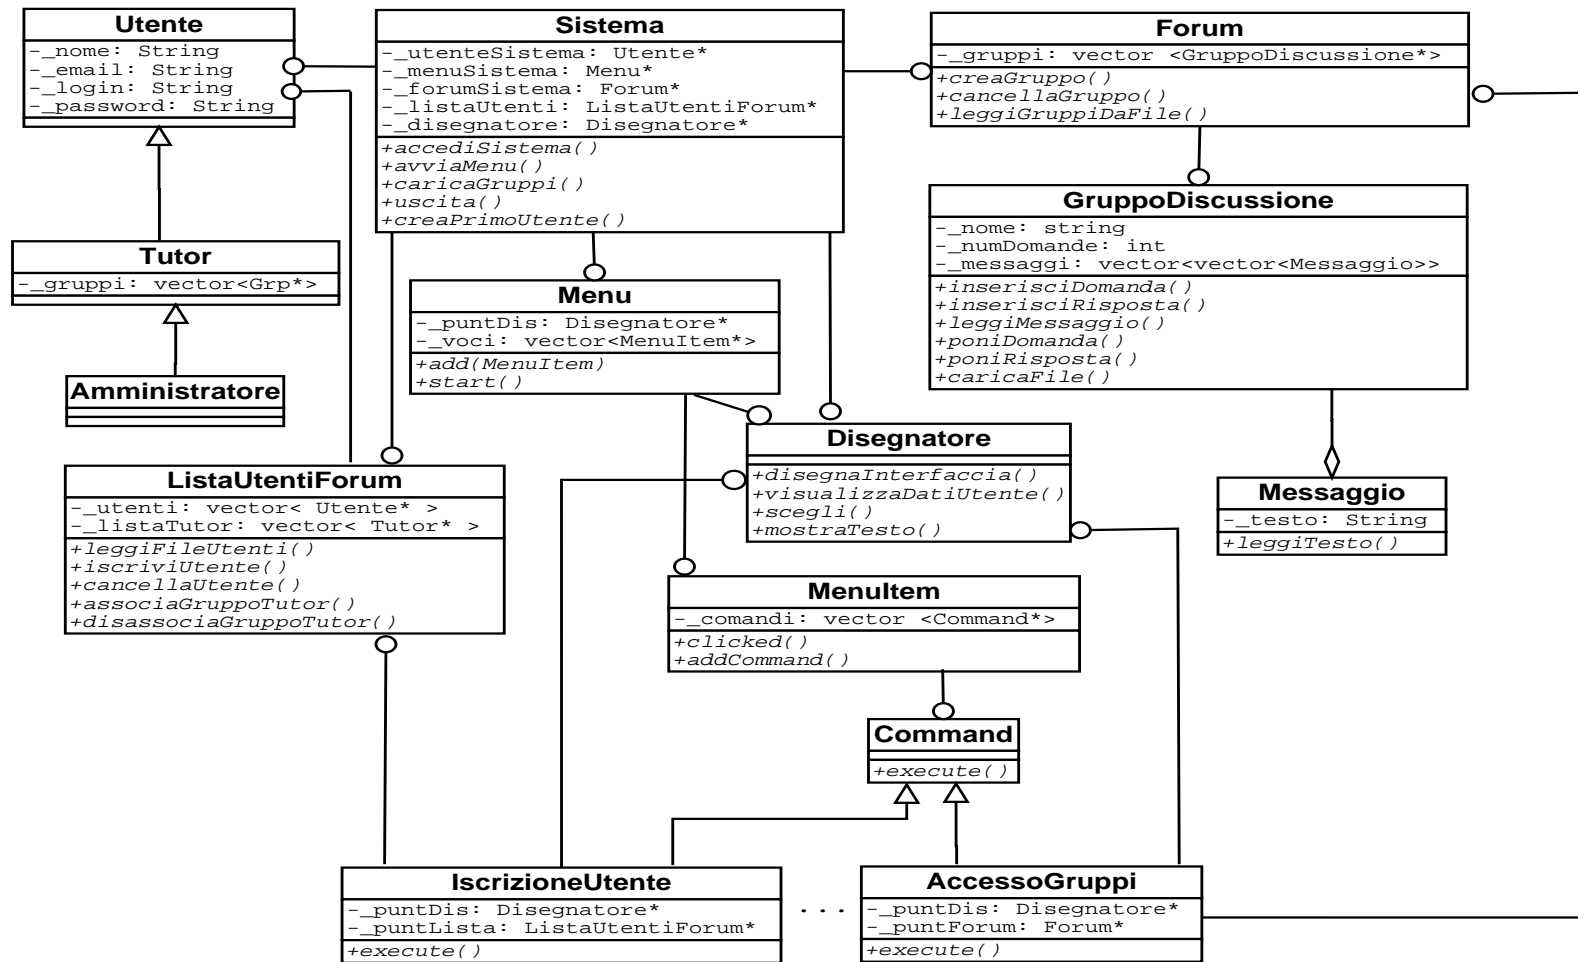 Utente
-_nome: String
-_email: String
-_login: String
-_password: String
Sistema
-_utenteSistema: Utente*
-_menuSistema: Menu*
-_forumSistema: Forum*
-_listaUtenti: ListaUtentiForum*
-_disegnatore: Disegnatore*
+accediSistema()
+avviaMenu()
+caricaGruppi()
+uscita()
+creaPrimoUtente()
Forum
-_gruppi: vector <GruppoDiscussione*>
+creaGruppo()
+cancellaGruppo()
+leggiGruppiDaFile()
GruppoDiscussione
-_nome: string
-_numDomande: int
-_messaggi: vector<vector<Messaggio>>
+inserisciDomanda()
+inserisciRisposta()
+leggiMessaggio()
+poniDomanda()
+poniRisposta()
+caricaFile()
Tutor
-_gruppi: vector<Grp*>
Menu
-_puntDis: Disegnatore*
-_voci: vector<MenuItem*>
+add(MenuItem)
+start()
Amministratore
Disegnatore
+disegnaInterfaccia()
+visualizzaDatiUtente()
+scegli()
+mostraTesto()
ListaUtentiForum
-_utenti: vector< Utente* >
-_listaTutor: vector< Tutor* >
+leggiFileUtenti()
+iscriviUtente()
+cancellaUtente()
+associaGruppoTutor()
+disassociaGruppoTutor()
Messaggio
-_testo: String
+leggiTesto()
MenuItem
-_comandi: vector <Command*>
+clicked()
+addCommand()
Command
+execute()
IscrizioneUtente
-_puntDis: Disegnatore*
-_puntLista: ListaUtentiForum*
+execute()
. . .
AccessoGruppi
-_puntDis: Disegnatore*
-_puntForum: Forum*
+execute()